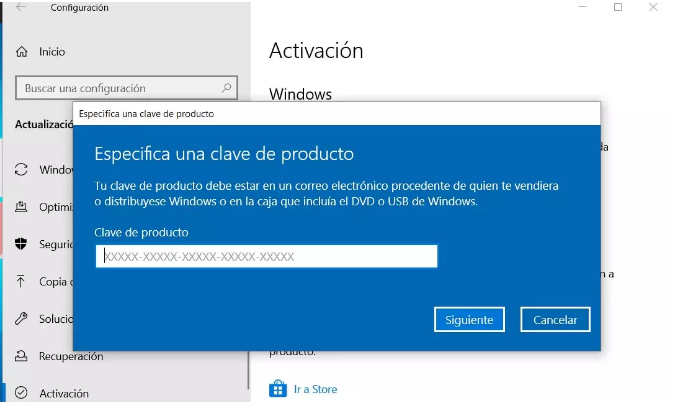 Configuración
Inicio
Buscar una configuración
Actualizació
Windo
Optimi
Segurid
Copia d
Solucio
Recuperación
Activación
Activación
Windows
da
Especifica una clave de producto
Especifica una clave de producto
Tu clave de producto debe estar en un correo electrónico procedente de quien te vendiera
o distribuyese Windows o en la caja que incluía el DVD o USB de Windows.
Clave de producto
XXXXX-XXXXX-XXXXX-XXXXX-XXXXX
Siguiente
Cancelar
n a
producto.
Ir a Store